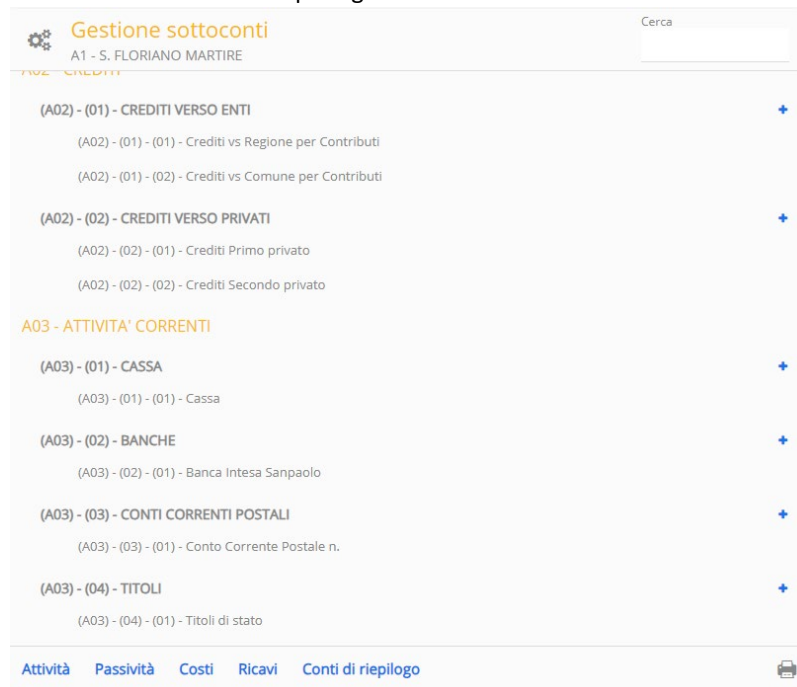 Gestione sottoconti
A1 - S. FLORIANO MARTIRE
Cerca
A02 - CREDITI
(A02) - (01) - CREDITI VERSO ENTI
(A02) - (01) - (01) - Crediti vs Regione per Contributi
(A02) - (01) - (02) - Crediti vs Comune per Contributi
(A02) - (02) - CREDITI VERSO PRIVATI
(A02) - (02) - (01) - Crediti Primo privato
(A02) - (02) - (02) - Crediti Secondo privato
A03 - ATTIVITA' CORRENTI
(A03) - (01) - CASSA
(A03) - (01) - (01) - Cassa
(A03) - (02) - BANCHE
(A03) - (02) - (01) - Banca Intesa Sanpaolo
(A03) - (03) - CONTI CORRENTI POSTALI
(A03) - (03) - (01) - Conto Corrente Postale n.
(A03) - (04) - TITOLI
(A03) - (04) - (01) - Titoli di stato
Attività Passività Costi Ricavi Conti di riepilogo